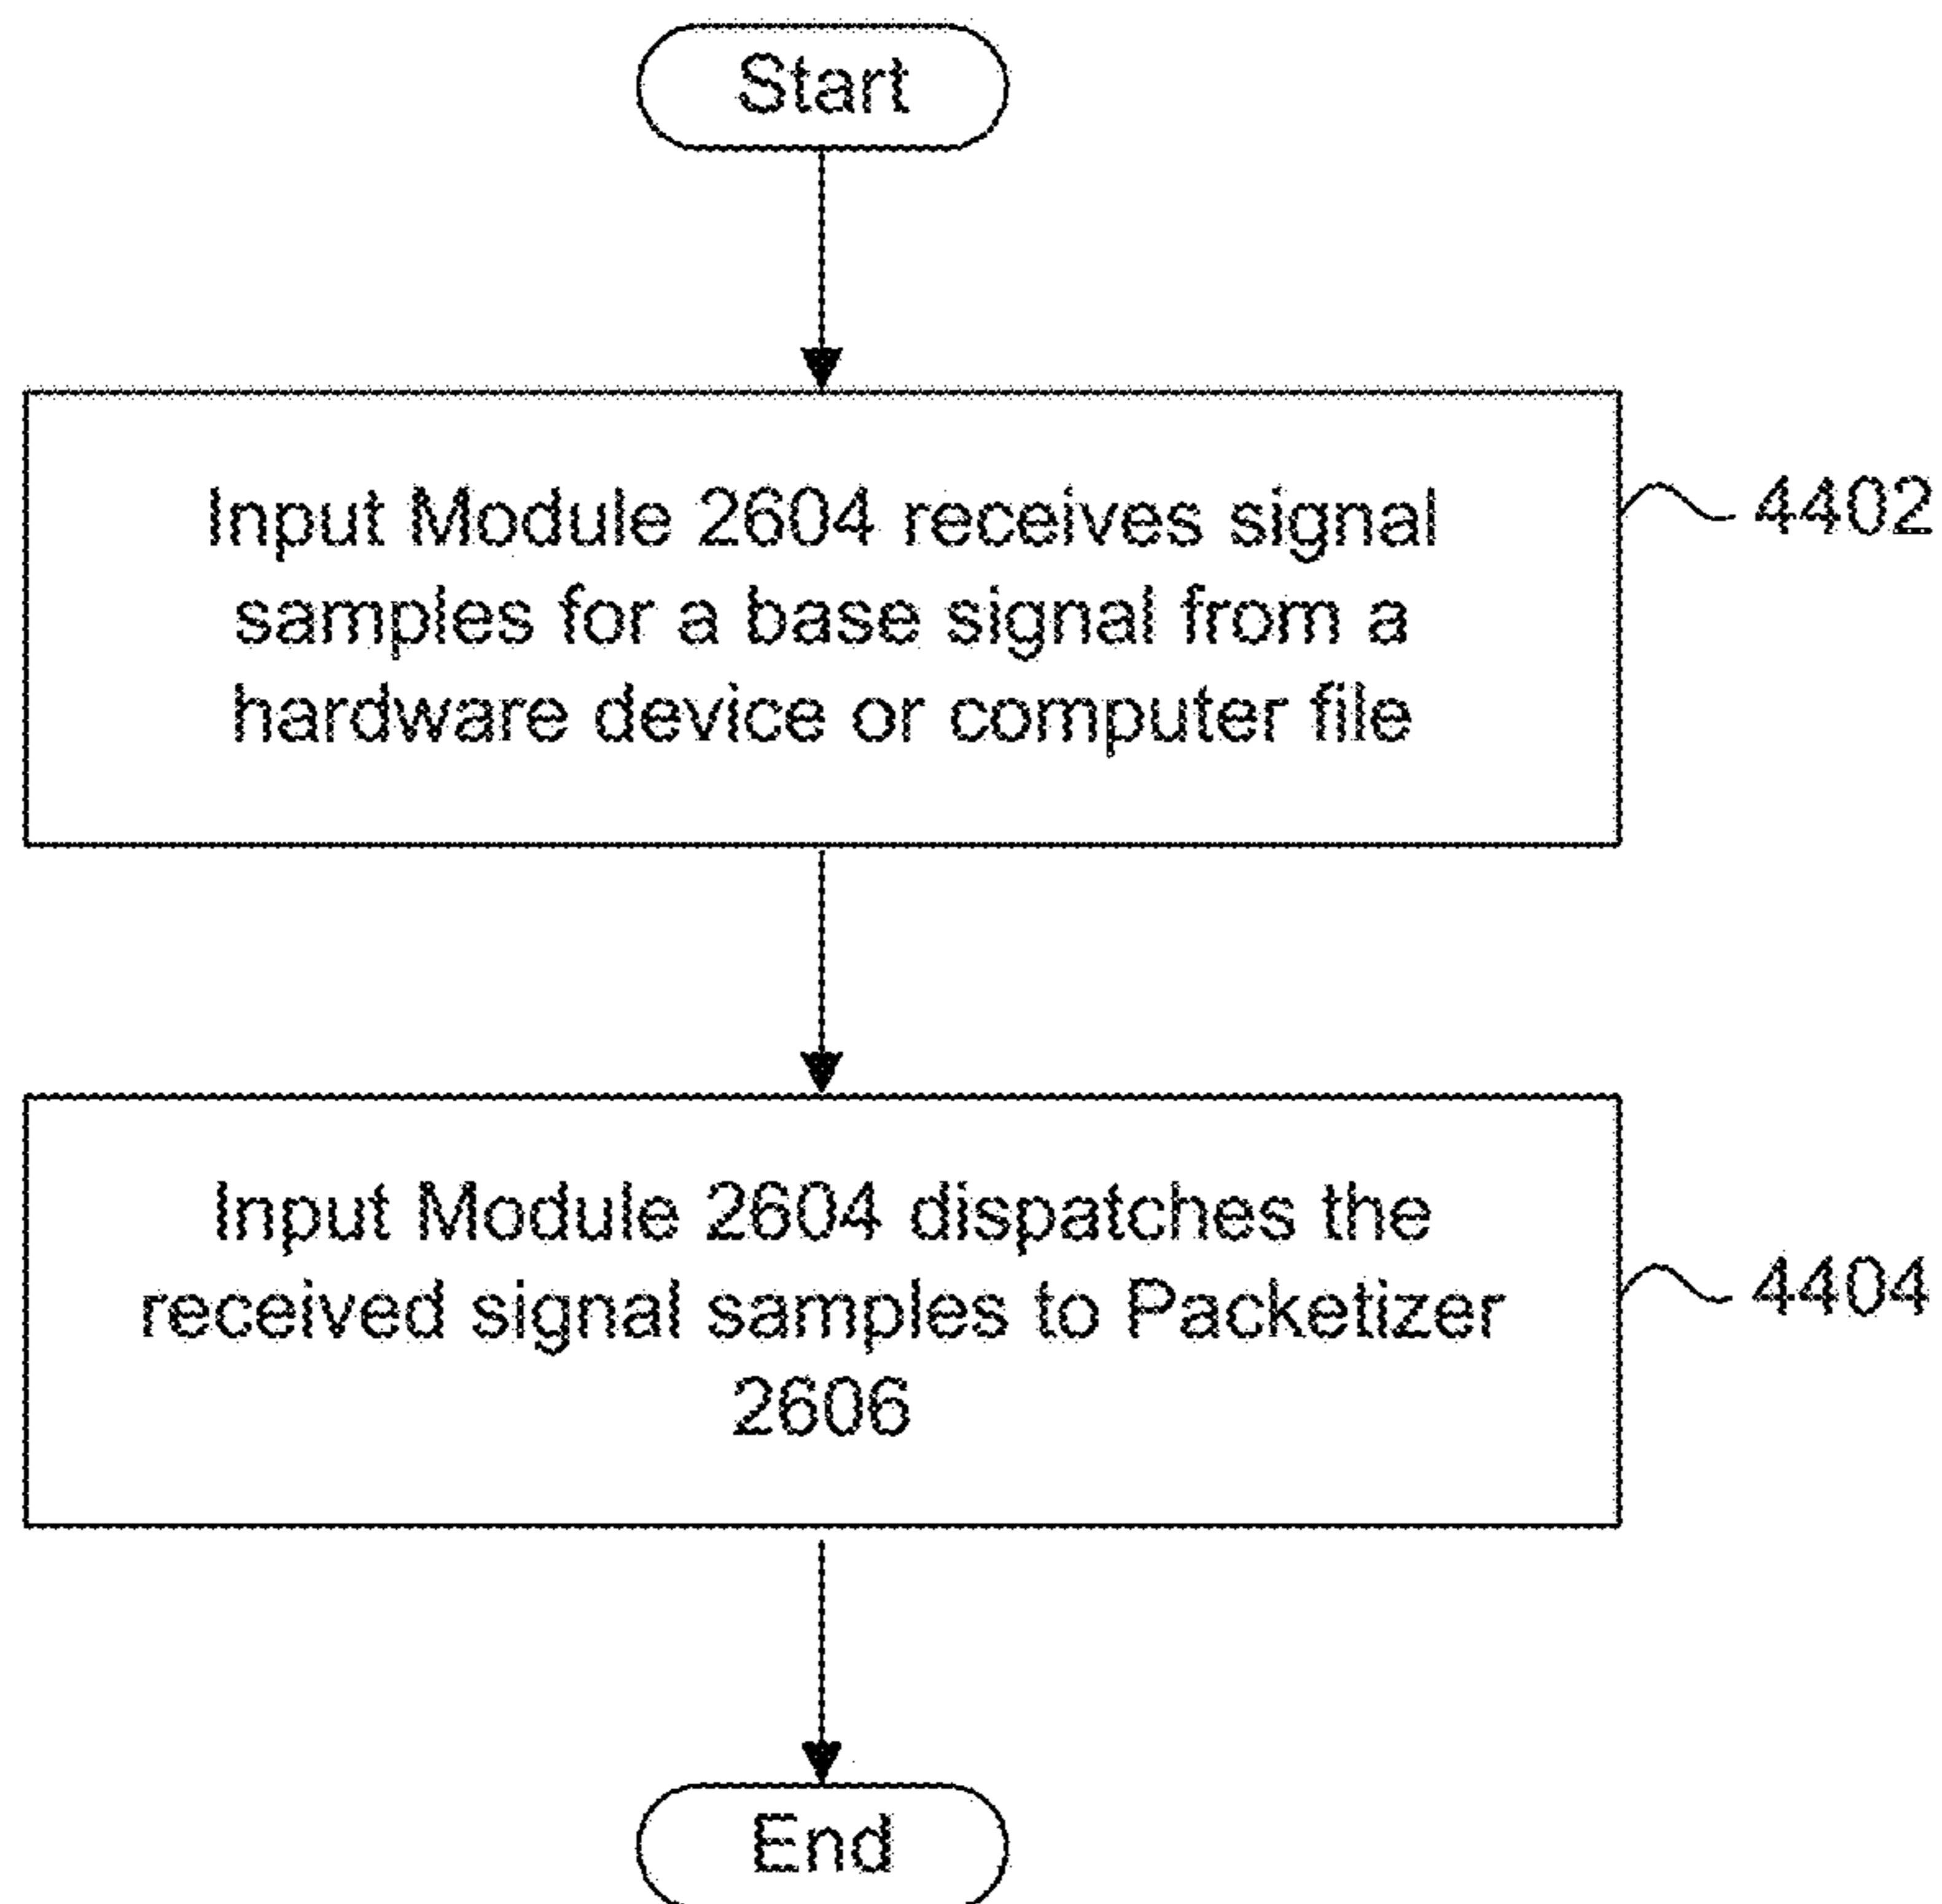 Start
Input Module 2604 receives signal
samples for a base signal from a
hardware device or computer file
4402
Input Module 2604 dispatches the
received signal samples to Packetizer
2606
4404
End